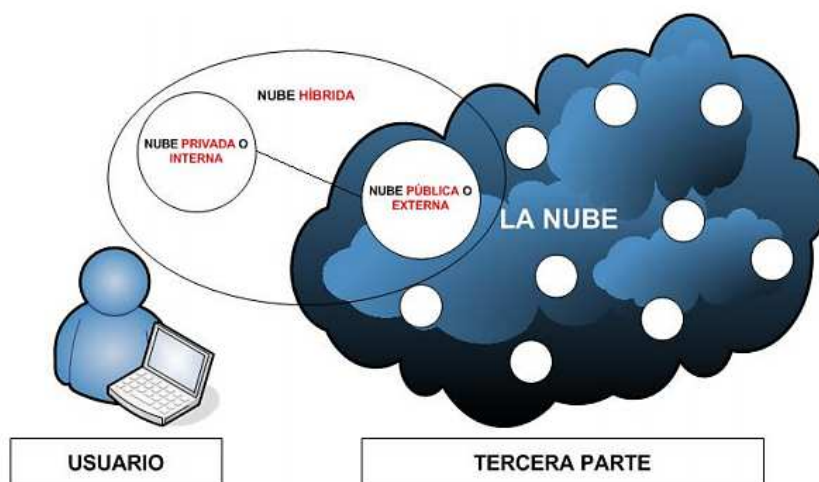 NUBE HÍBRIDA
NUBE PRIVADA O
INTERNA
NUBE PÚBLICA O
EXTERNA
LA NUBE
USUARIO
TERCERA PARTE